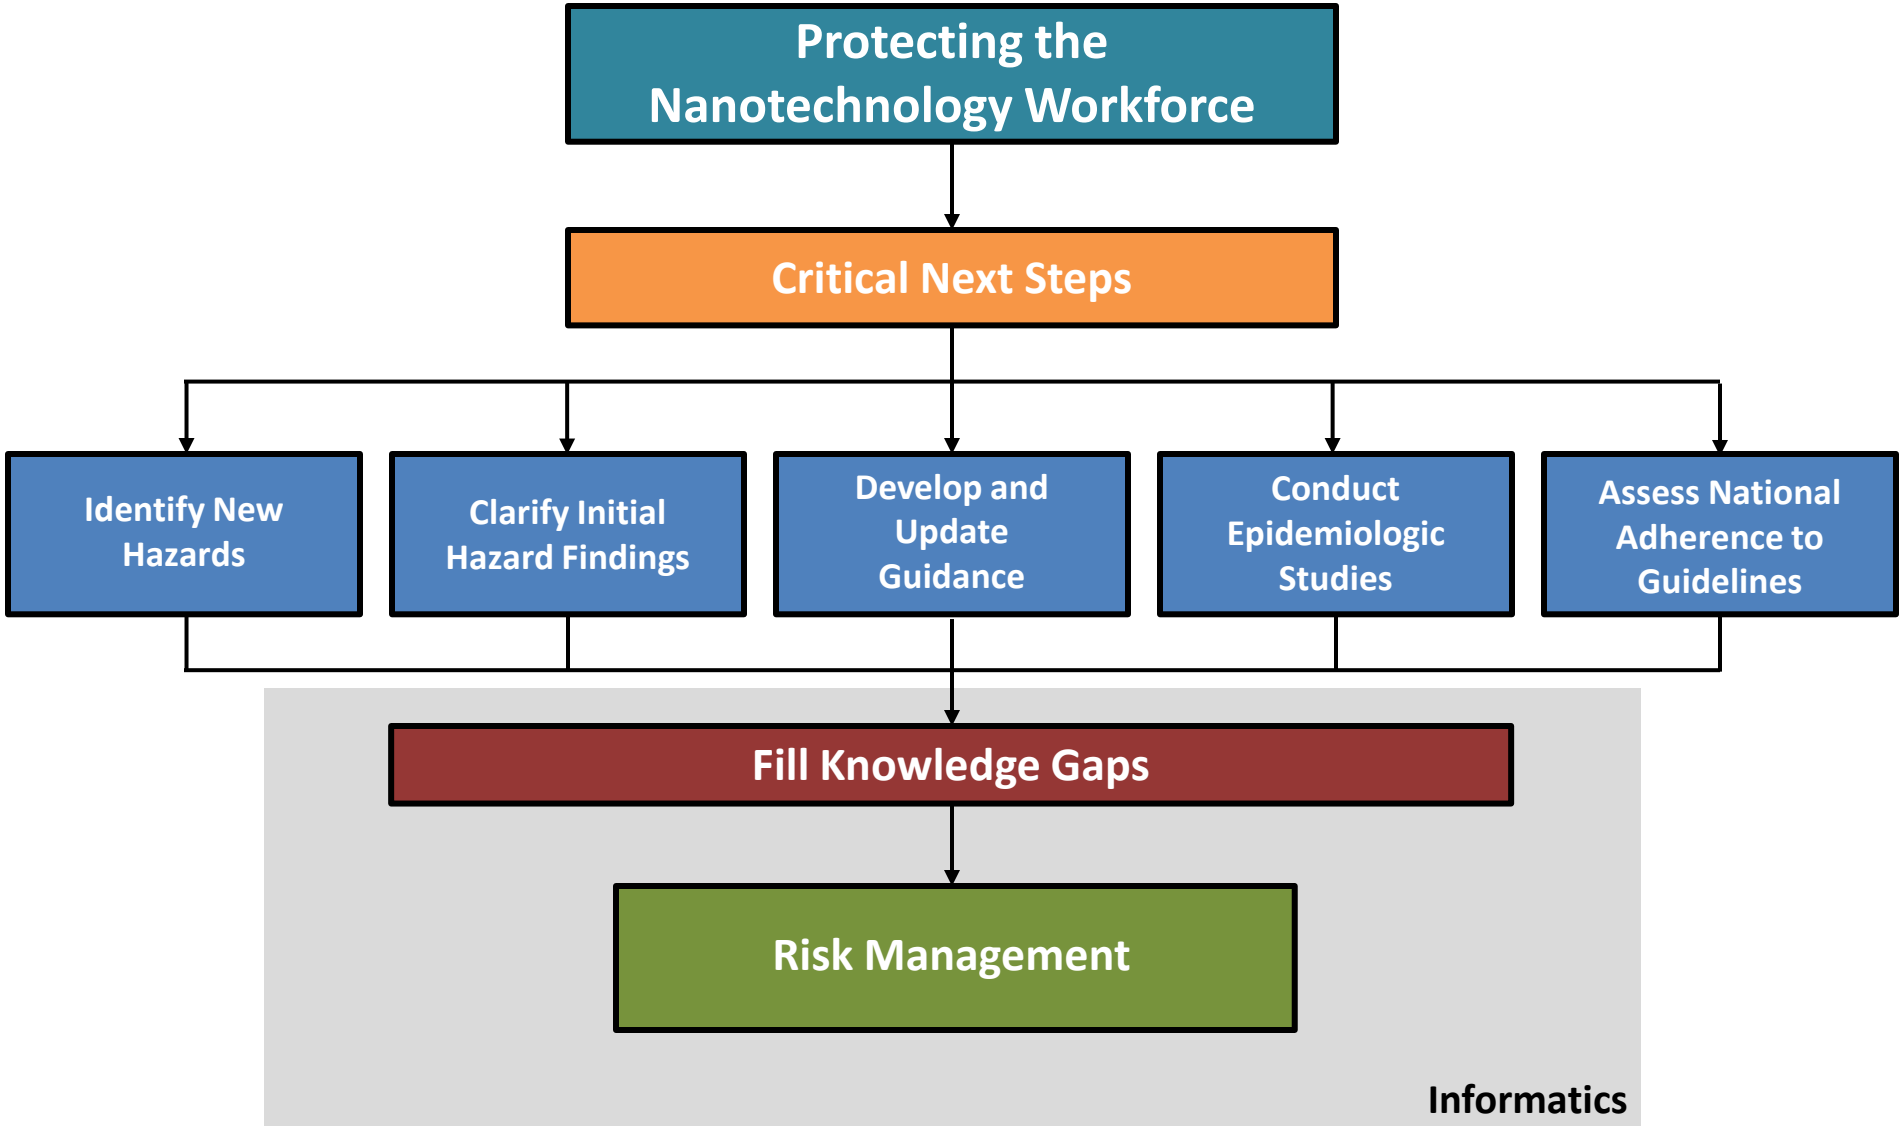 Protecting the
Nanotechnology Workforce
Critical Next Steps
Identify New
Hazards
Clarify Initial
Hazard Findings
Develop and
Update
Guidance
Conduct
Epidemiologic
Studies
Assess National
Adherence to
Guidelines
Fill Knowledge Gaps
Risk Management
Informatics